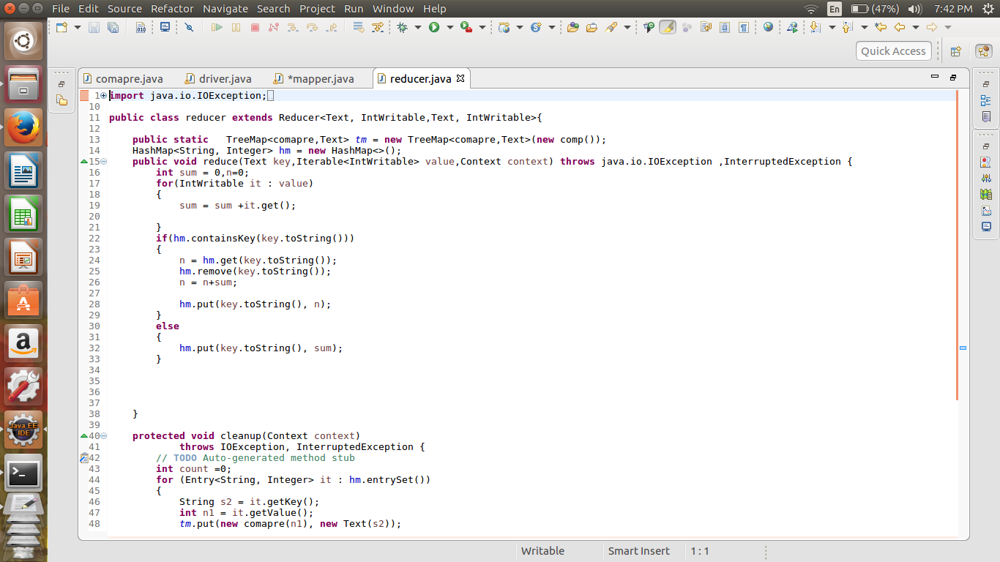 File Edit Source Refactor Navigate Search Project Run Window Help
En (47%) 7:42 PM
Quick Access
comapre.java driver.java *mapper.java reducer.java
1 import java.io.IOException;
10
11 public class reducer extends Reducer<Text, IntWritable,Text, IntWritable>{
12
13 public static   TreeMap<comapre,Text> tm = new TreeMap<comapre,Text>(new comp());
14 HashMap<String, Integer> hm = new HashMap<>();
15 public void reduce(Text key,Iterable<IntWritable> value,Context context) throws java.io.IOException ,InterruptedException {
16 int sum = 0,n=0;
17 for(IntWritable it : value)
18 {
19 sum = sum +it.get();
20
21 }
22 if(hm.containsKey(key.toString()))
23 {
24 n = hm.get(key.toString());
25 hm.remove(key.toString());
26 n = n+sum;
27
28 hm.put(key.toString(), n);
29 }
30 else
31 {
32 hm.put(key.toString(), sum);
33 }
34
35
36
37
38 }
39
40 protected void cleanup(Context context)
41 throws IOException, InterruptedException {
42 // TODO Auto-generated method stub
43 int count =0;
44 for (Entry<String, Integer> it : hm.entrySet())
45 {
46 String s2 = it.getKey();
47 int n1 = it.getValue();
48 tm.put(new comapre(n1), new Text(s2));
Java EE
IDE
Writable Smart Insert 1 : 1